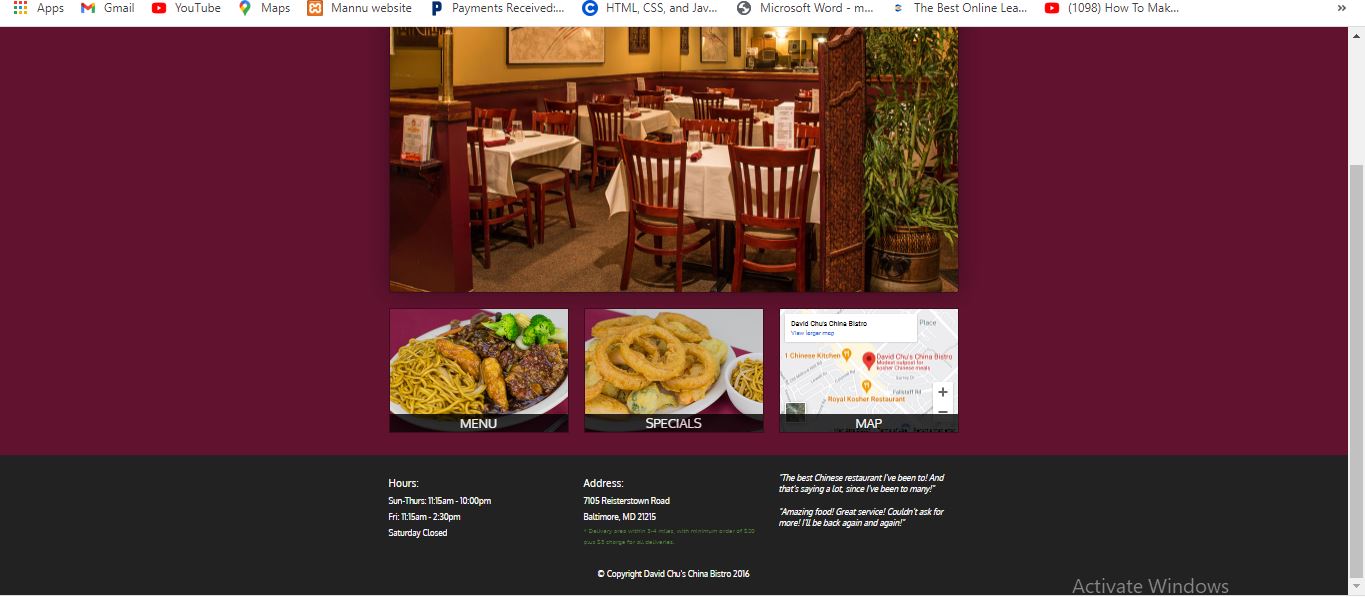 Apps Gmail YouTube Maps Mannu website Payments Received:... HTML, CSS, and Jav... Microsoft Word - m... The Best Online Lea... (1098) How To Mak... »
David Chu's China Bistro
View larger map
Place
1 Chinese Kitchen
David Chu's China Bistro
Modest outpost for
kosher Chinese meals
Fallstaff Rd
Royal Kosher Restaurant
+
−
MENU
SPECIALS
MAP
Hours:
Sun-Thurs: 11:15am - 10:00pm
Fri: 11:15am - 2:30pm
Saturday Closed
Address:
7105 Reisterstown Road
Baltimore, MD 21215
* Delivery area within 3-4 miles, with minimum order of $20
plus $3 charge for all deliveries.
"The best Chinese restaurant I've been to! And
that's saying a lot, since I've been to many!"
"Amazing food! Great service! Couldn't ask for
more! I'll be back again and again!"
© Copyright David Chu's China Bistro 2016
Activate Windows